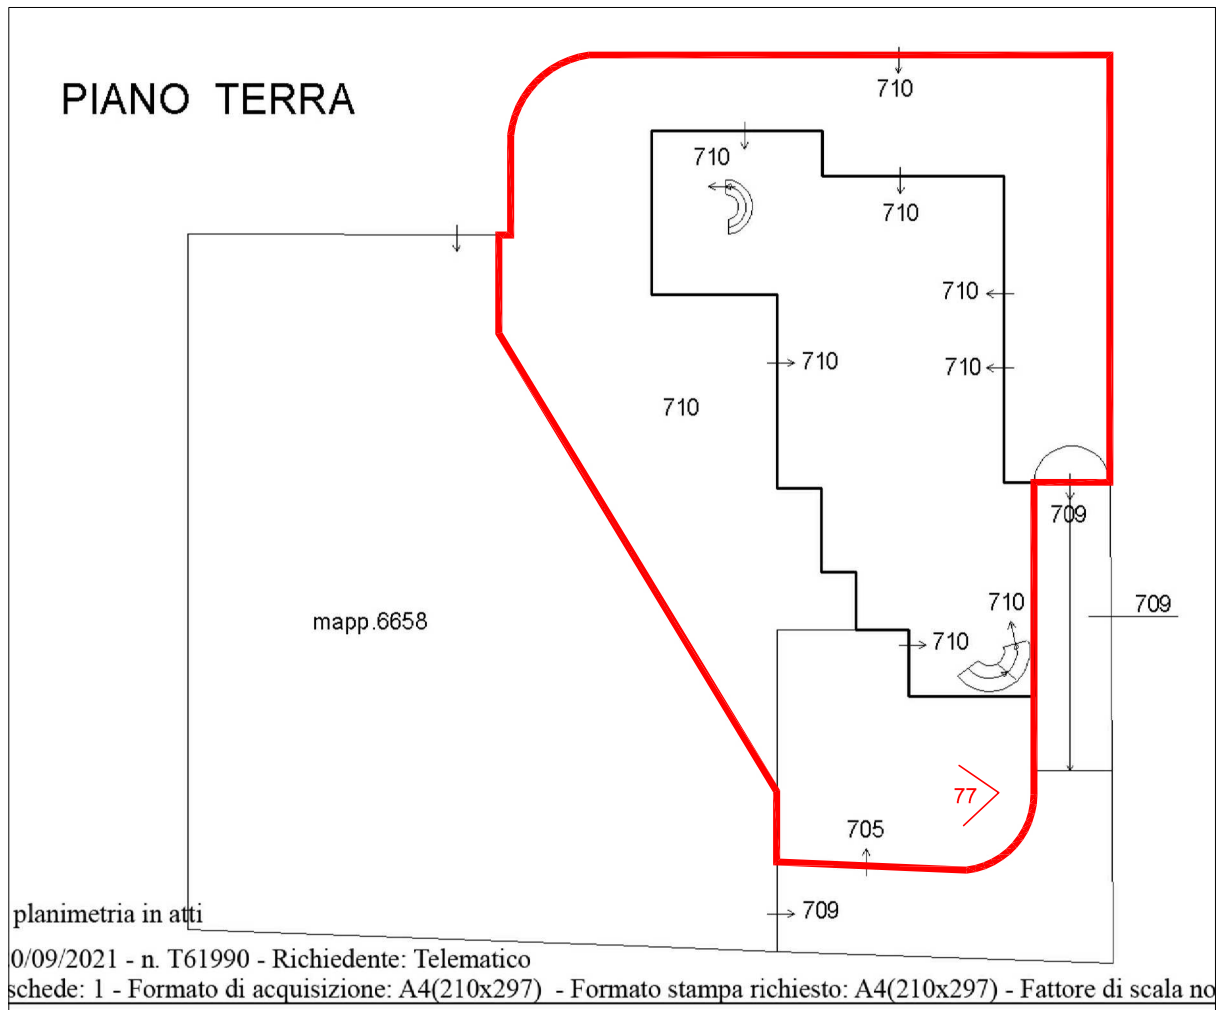 710
PIANO TERRA
710
710
710
710
710
710
709
710
709
mapp.6658
710
77
705
709
planimetria in atti
0/09/2021 - n. T61990 - Richiedente: Telematico
schede: 1 - Formato di acquisizione: A4(210x297) - Formato stampa richiesto: A4(210x297) - Fattore di scala no